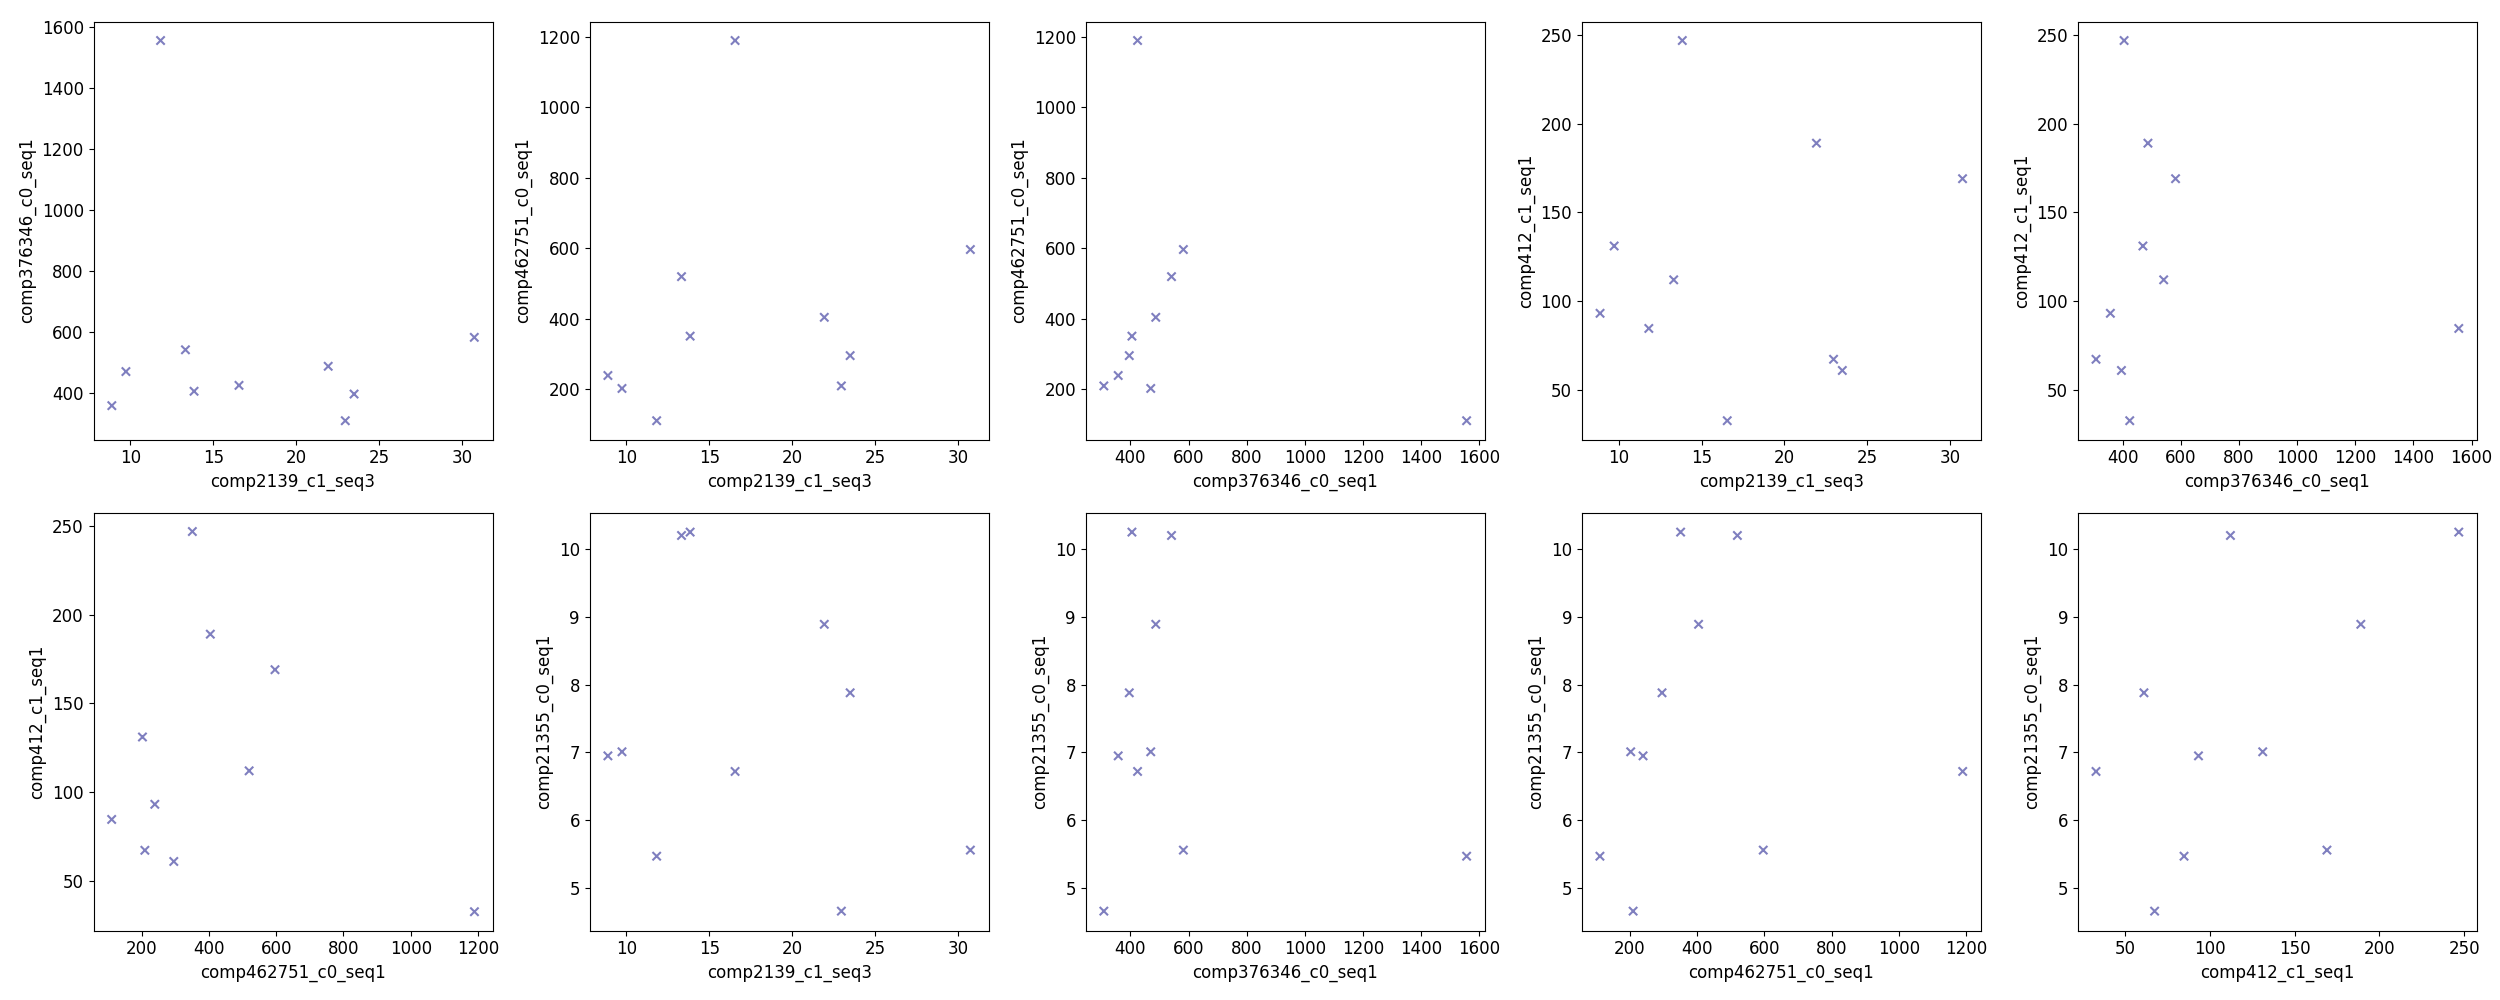 1600
1400
1200
1000
800
600
400
comp376346_c0_seq1
10 15 20 25 30
comp2139_c1_seq3
1200
1000
800
600
400
200
comp462751_c0_seq1
10 15 20 25 30
comp2139_c1_seq3
1200
1000
800
600
400
200
comp462751_c0_seq1
400 600 800 1000 1200 1400 1600
comp376346_c0_seq1
250
200
150
100
50
comp412_c1_seq1
10 15 20 25 30
comp2139_c1_seq3
250
200
150
100
50
comp412_c1_seq1
400 600 800 1000 1200 1400 1600
comp376346_c0_seq1
250
200
150
100
50
comp412_c1_seq1
200 400 600 800 1000 1200
comp462751_c0_seq1
10
9
8
7
6
5
comp21355_c0_seq1
10 15 20 25 30
comp2139_c1_seq3
10
9
8
7
6
5
comp21355_c0_seq1
400 600 800 1000 1200 1400 1600
comp376346_c0_seq1
10
9
8
7
6
5
comp21355_c0_seq1
200 400 600 800 1000 1200
comp462751_c0_seq1
10
9
8
7
6
5
comp21355_c0_seq1
50 100 150 200 250
comp412_c1_seq1